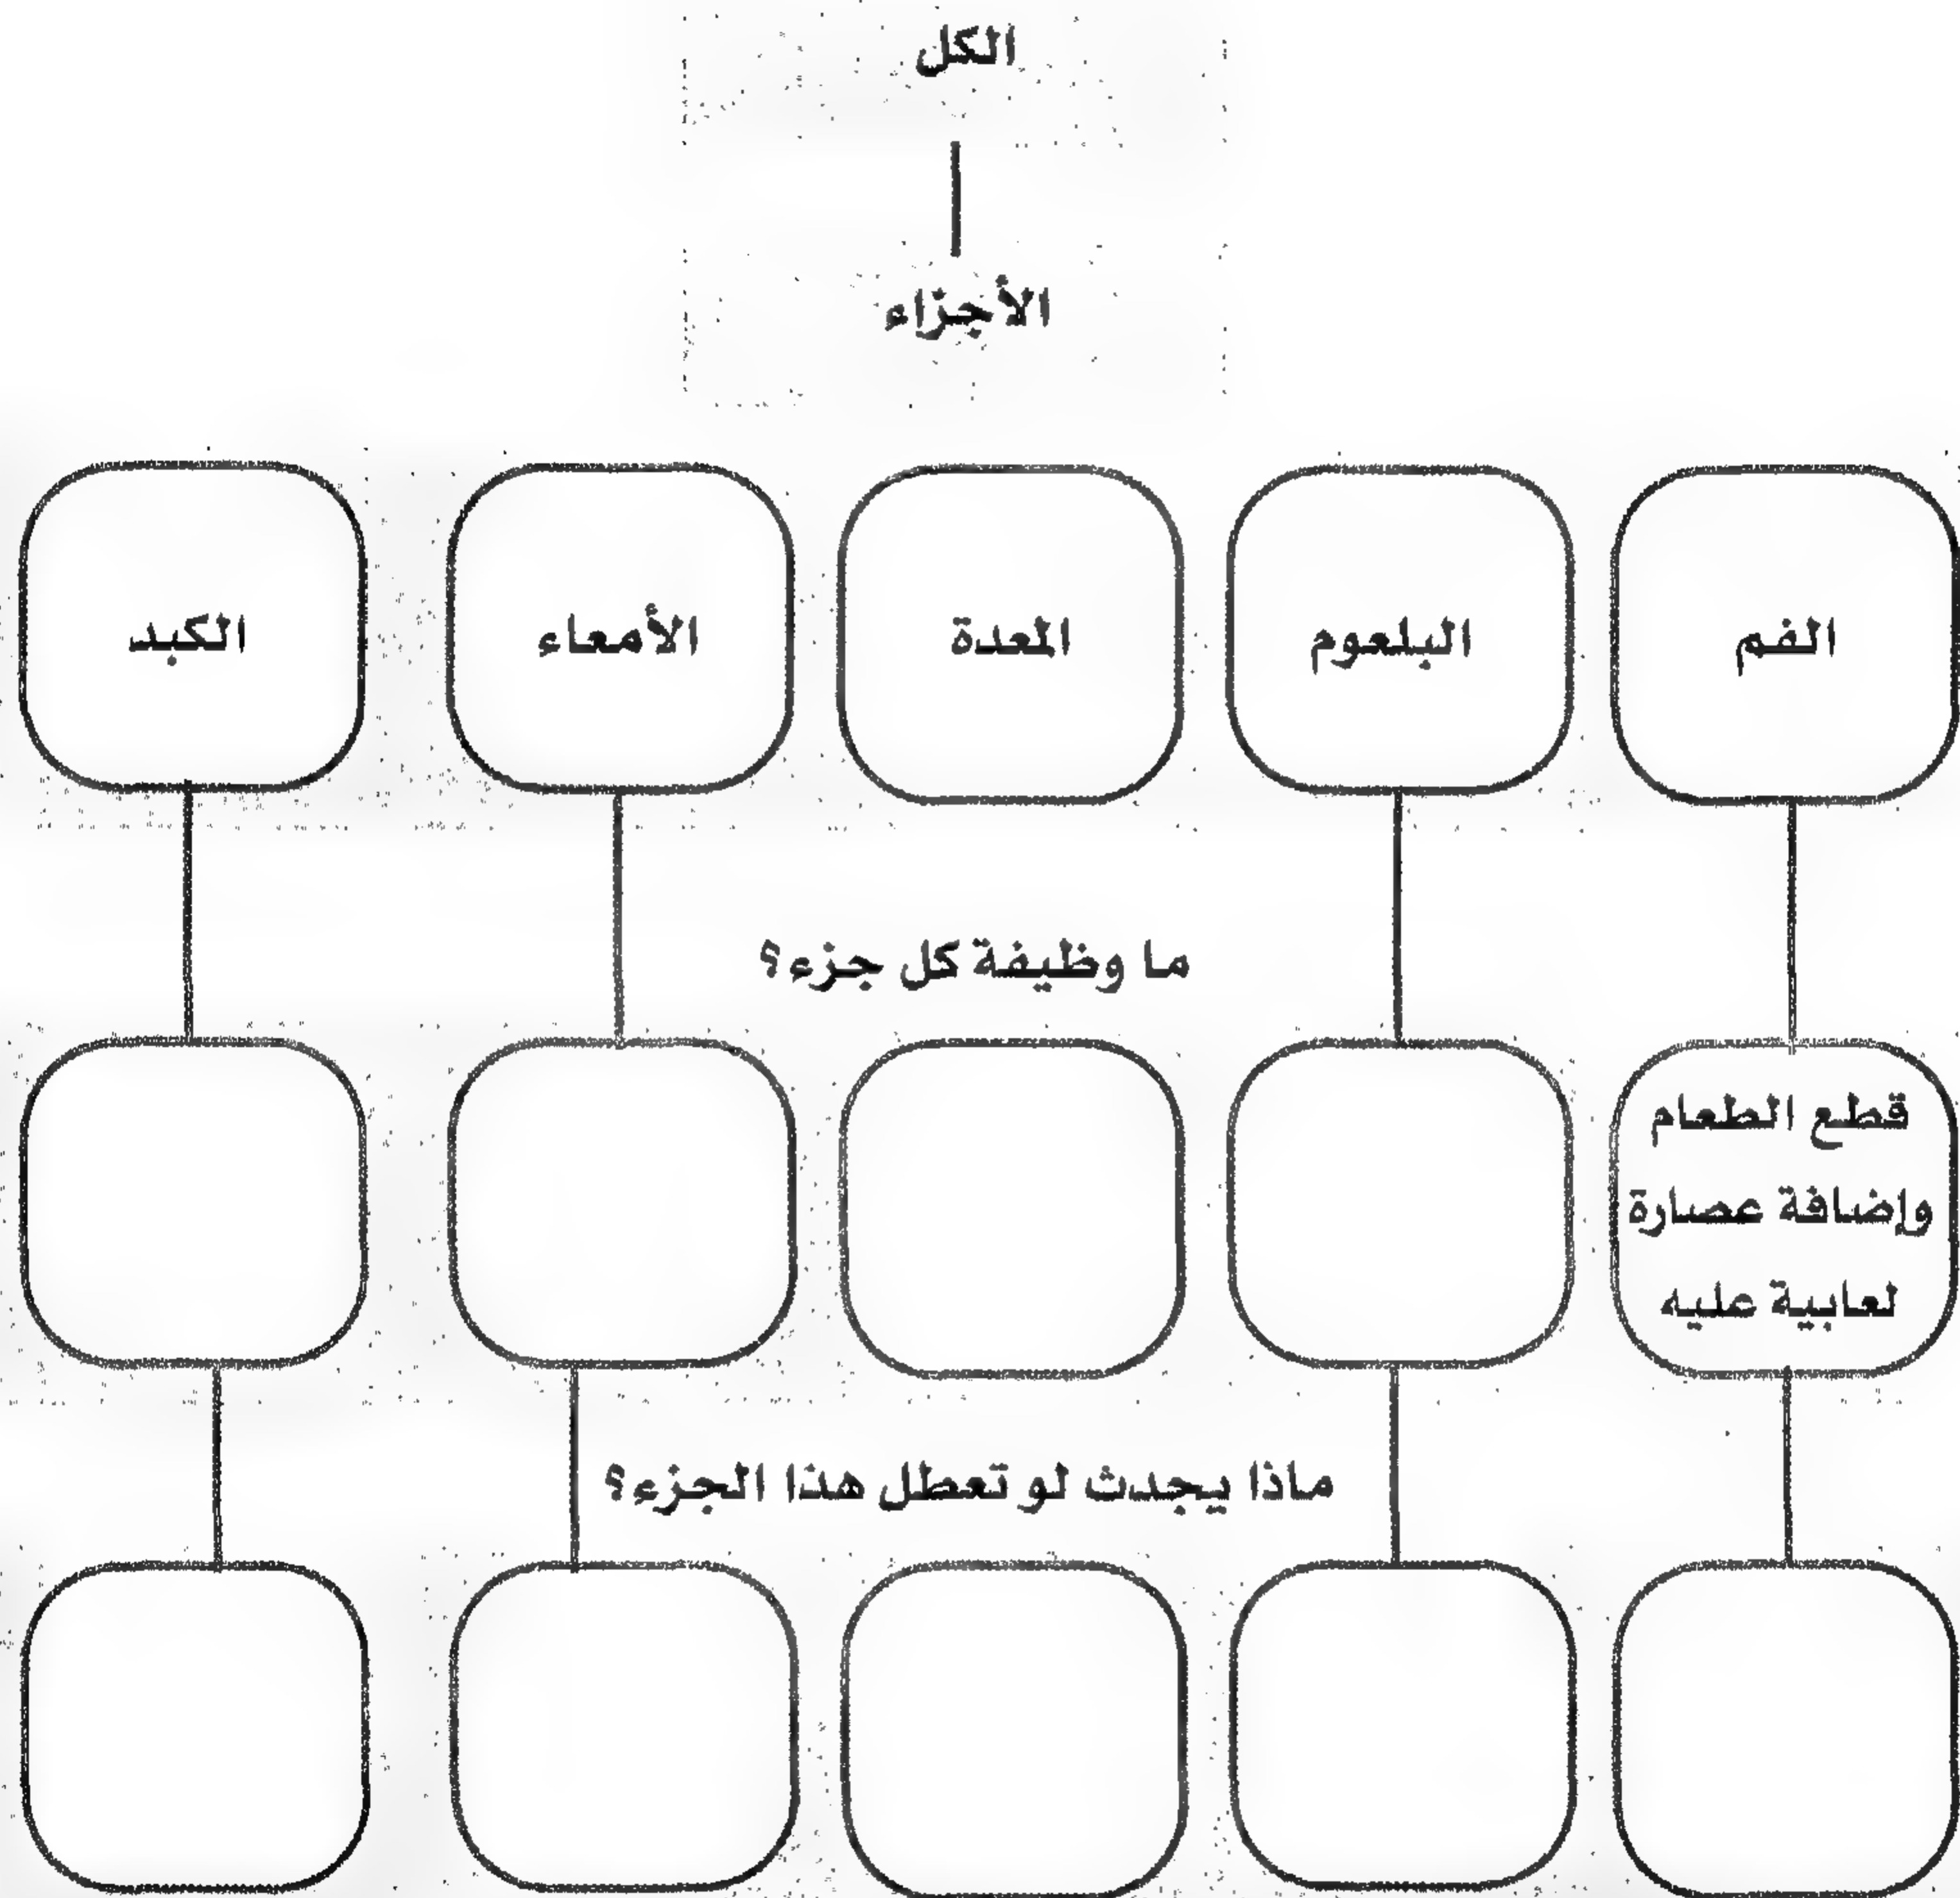 الكل
الأجزاء
الفم
البلعوم
المعدة
الأمعاء
الكبد
ما وظيفة كل جزء؟
قطع الطعام
وإضافة عصارة
لعابية عليه
ماذا يجدث لو تعطل هذا الجزء؟